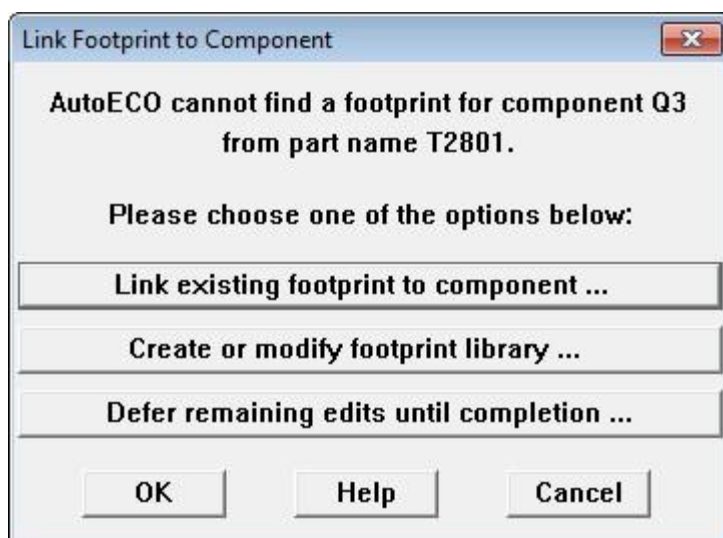 Link Footprint to Component
AutoECO cannot find a footprint for component Q3
from part name T2801.
Please choose one of the options below:
Link existing footprint to component ...
Create or modify footprint library ...
Defer remaining edits until completion ...
OK Help Cancel